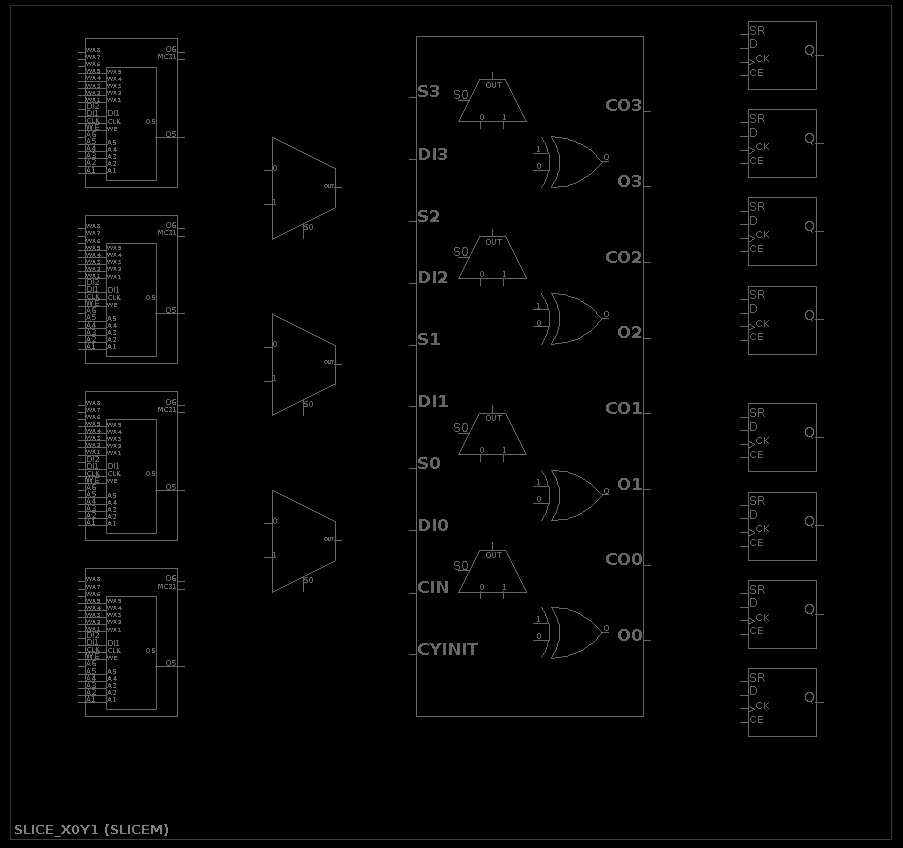 WA8 O6
WA7 MC31
WA6
WA5 WA5
WA4 WA4
WA3 WA3
WA2 WA2
WA1 WA1
DI2
DI1 DI1
CLK CLK O5
WE WE
A6 O5
A5 A5
A4 A4
A3 A3
A2 A2
A1 A1
WA8 O6
WA7 MC31
WA6
WA5 WA5
WA4 WA4
WA3 WA3
WA2 WA2
WA1 WA1
DI2
DI1 DI1
CLK CLK O5
WE WE
A6 O5
A5 A5
A4 A4
A3 A3
A2 A2
A1 A1
WA8 O6
WA7 MC31
WA6
WA5 WA5
WA4 WA4
WA3 WA3
WA2 WA2
WA1 WA1
DI2
DI1 DI1
CLK CLK O5
WE WE
A6 O5
A5 A5
A4 A4
A3 A3
A2 A2
A1 A1
WA8 O6
WA7 MC31
WA6
WA5 WA5
WA4 WA4
WA3 WA3
WA2 WA2
WA1 WA1
DI2
DI1 DI1
CLK CLK O5
WE WE
A6 O5
A5 A5
A4 A4
A3 A3
A2 A2
A1 A1
0
OUT
1
S0
0
OUT
1
S0
0
OUT
1
S0
S3
DI3
S2
DI2
S1
DI1
S0
DI0
CIN
CYINIT
OUT
S0
0 1
1
0 O
OUT
S0
0 1
1
0 O
OUT
S0
0 1
1
0 O
OUT
S0
0 1
1
0 O
CO3
O3
CO2
O2
CO1
O1
CO0
O0
SR
D Q
CK
CE
SR
D Q
CK
CE
SR
D Q
CK
CE
SR
D Q
CK
CE
SR
D Q
CK
CE
SR
D Q
CK
CE
SR
D Q
CK
CE
SR
D Q
CK
CE
SLICE_X0Y1 (SLICEM)